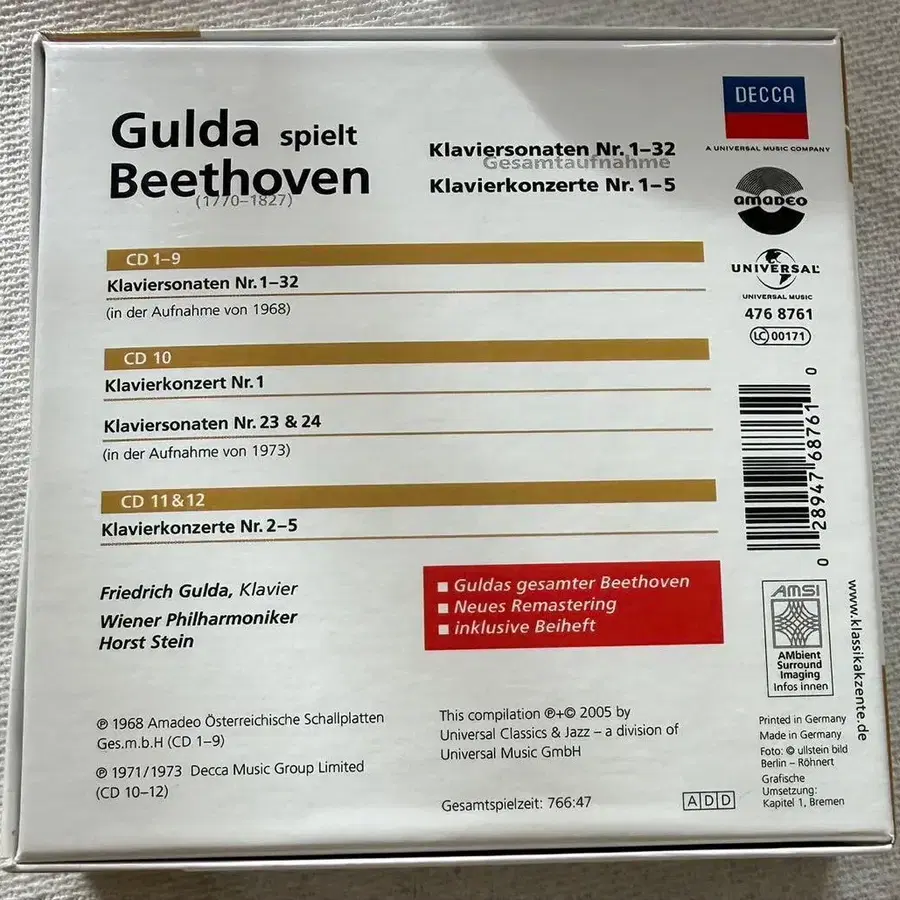 Gulda spielt
Beethoven
(1770–1827)
Klaviersonaten Nr. 1–32
Gesamtaufnahme
Klavierkonzerte Nr. 1–5
DECCA
A UNIVERSAL MUSIC COMPANY
amadeo
UNIVERSAL
UNIVERSAL MUSIC
476 8761
LC 00171
CD 1–9
Klaviersonaten Nr. 1–32
(in der Aufnahme von 1968)
CD 10
Klavierkonzert Nr. 1
Klaviersonaten Nr. 23 & 24
(in der Aufnahme von 1973)
CD 11 & 12
Klavierkonzerte Nr. 2–5
0 28947 68761 0
Friedrich Gulda, Klavier
Wiener Philharmoniker
Horst Stein
■ Guldas gesamter Beethoven
■ Neues Remastering
■ inklusive Beiheft
AMSI
AMbient
Surround
Imaging
Infos innen
www.klassikakzente.de
℗ 1968 Amadeo Österreichische Schallplatten
Ges.m.b.H (CD 1–9)
℗ 1971/1973 Decca Music Group Limited
(CD 10–12)
This compilation ℗+© 2005 by
Universal Classics & Jazz – a division of
Universal Music GmbH
Gesamtspielzeit: 766:47
ADD
Printed in Germany
Made in Germany
Foto: © ullstein bild
Berlin – Röhnert
Grafische
Umsetzung:
Kapitel 1, Bremen